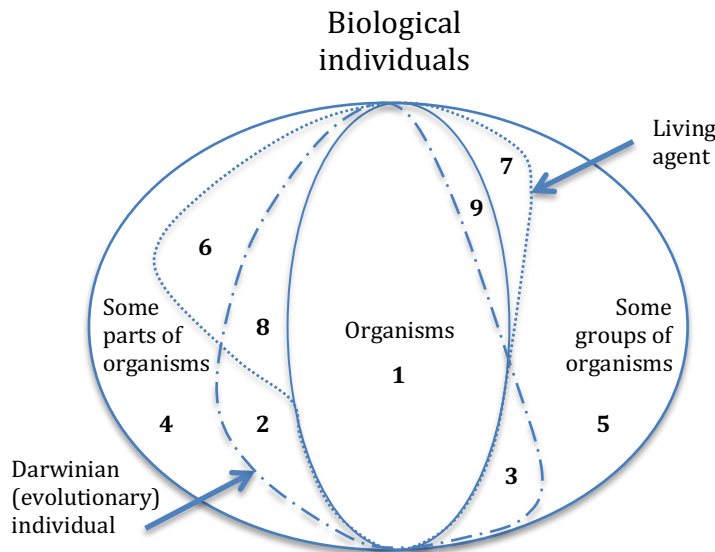 Biological
individuals
Living
agent
7
9
6
Some
parts of
organisms
8
Organisms
1
Some
groups of
organisms
4
2
5
3
Darwinian
(evolutionary)
individual